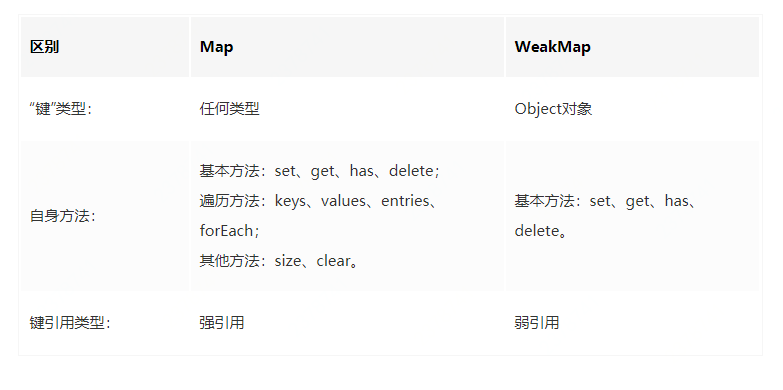 区别 Map WeakMap
“键”类型： 任何类型 Object对象
自身方法： 基本方法：set、get、has、delete；
遍历方法：keys、values、entries、
forEach；
其他方法：size、clear。
基本方法：set、get、has、
delete。
键引用类型： 强引用 弱引用